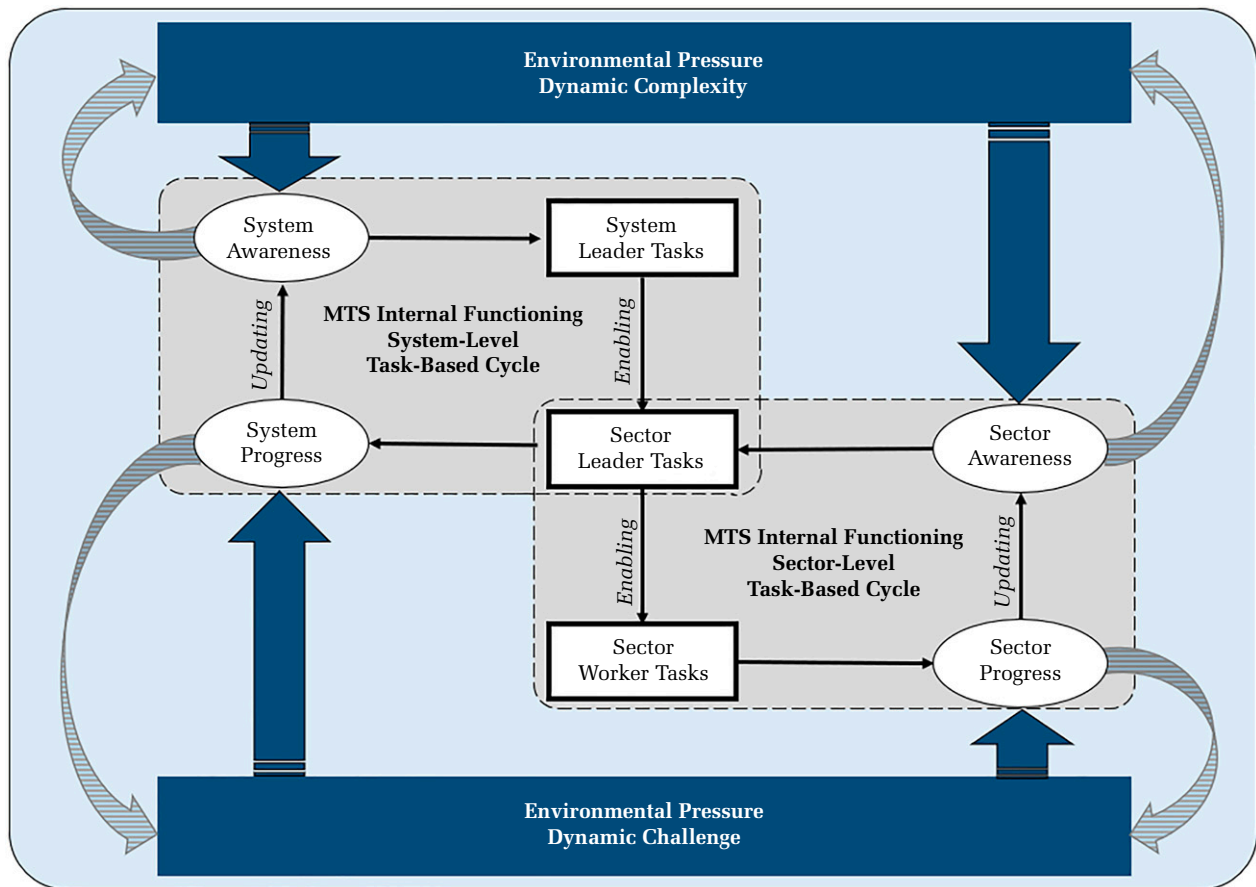 Environmental Pressure
Dynamic Complexity
System
Awareness
System
Leader Tasks
Updating
MTS Internal Functioning
System-Level
Task-Based Cycle
Enabling
System
Progress
Sector
Leader Tasks
Sector
Awareness
Enabling
MTS Internal Functioning
Sector-Level
Task-Based Cycle
Updating
Sector
Worker Tasks
Sector
Progress
Environmental Pressure
Dynamic Challenge